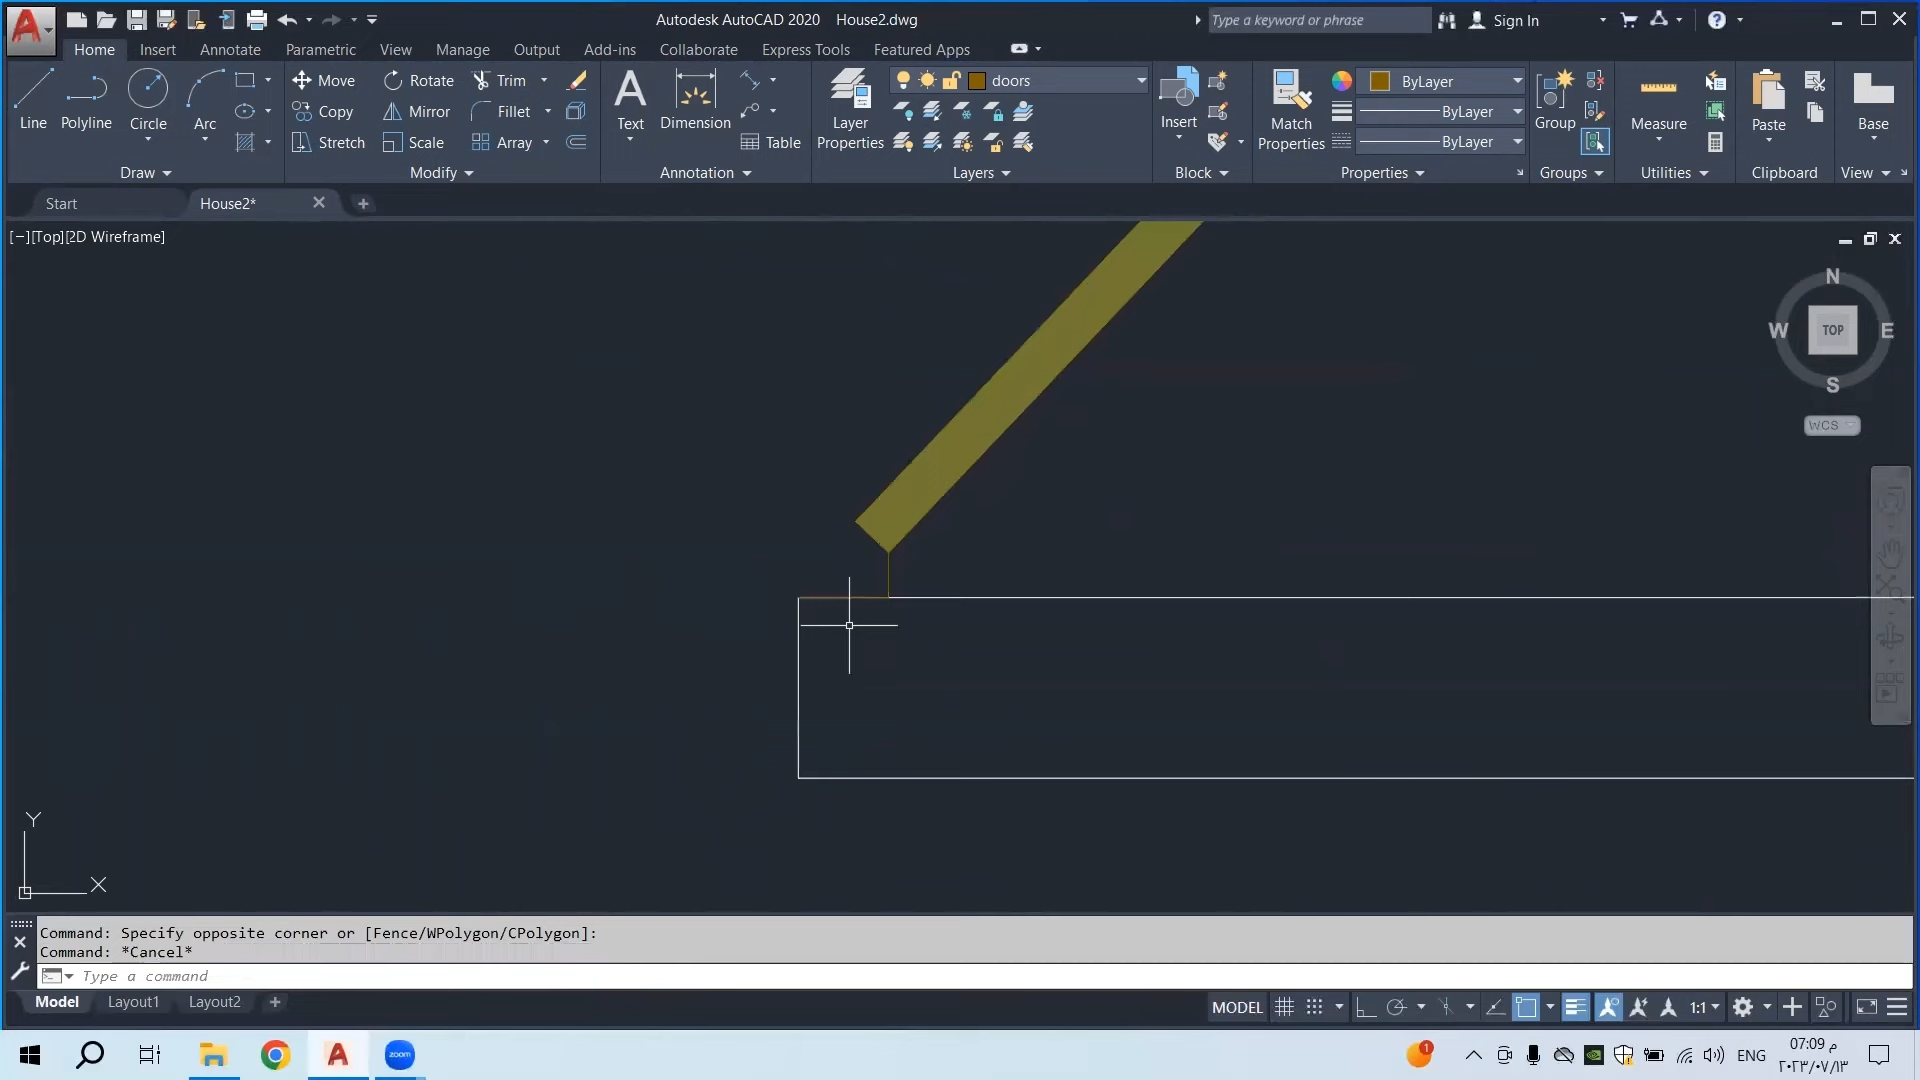 Autodesk AutoCAD 2020 House2.dwg
Type a keyword or phrase
Sign In
Home Insert Annotate Parametric View Manage Output Add-ins Collaborate Express Tools Featured Apps
Line Polyline Circle Arc
Move Rotate Trim
Copy Mirror Fillet
Stretch Scale Array
Text Dimension Table
Layer Properties
doors
Insert
Match Properties
ByLayer
ByLayer
ByLayer
Group
Measure
Paste
Base
Draw Modify Annotation Layers Block Properties Groups Utilities Clipboard View
Start House2*
[−][Top][2D Wireframe]
N
W TOP E
S
WCS
Y
X
Command: Specify opposite corner or [Fence/WPolygon/CPolygon]:
Command: *Cancel*
Type a command
Model Layout1 Layout2
MODEL 1:1
zoom
1
ENG
07:09 م
٢٠٢٣/٠٧/١٣